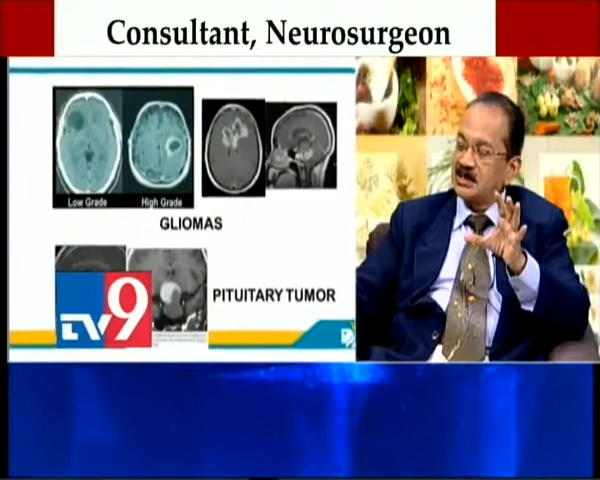 Consultant, Neurosurgeon
Low Grade
High Grade
GLIOMAS
PITUITARY TUMOR
TV9